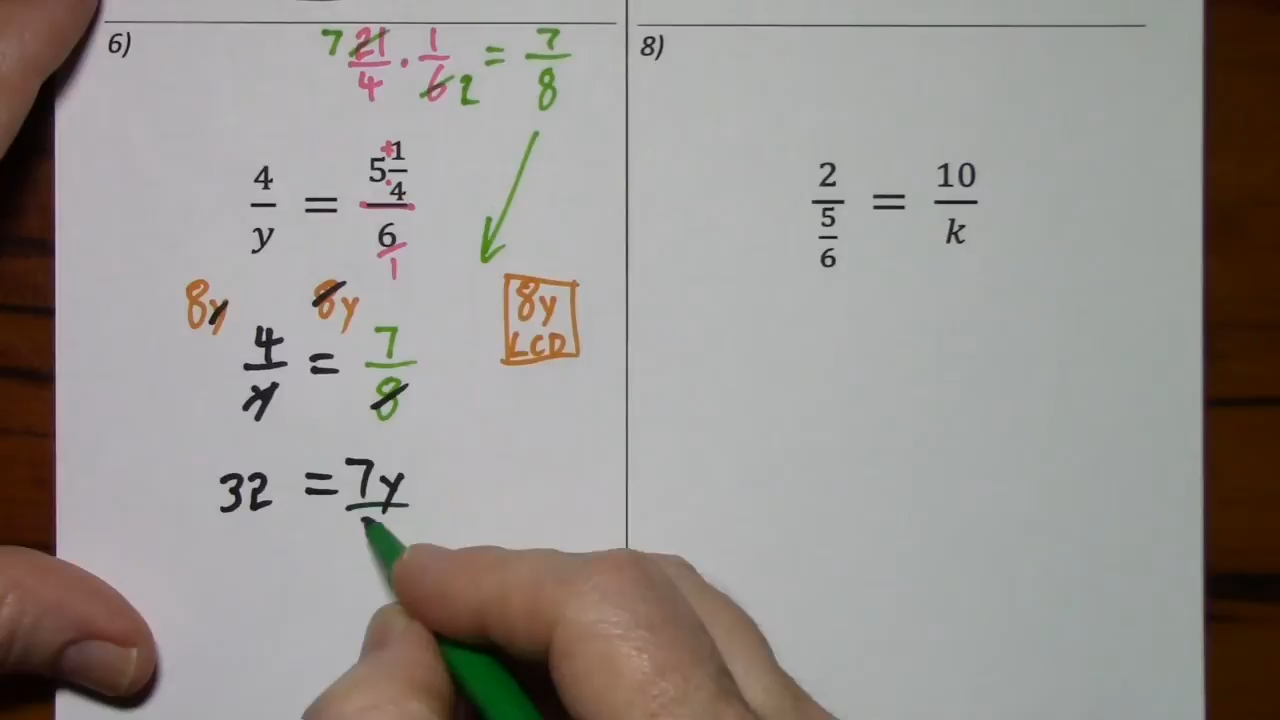 6)
7 21/4 · 1/6 2 = 7/8
4/y = 5 + 1/4 / 6/1
8y 8y
8y
LCD
4/y = 7/8
32 = 7y
8)
2/(5/6) = 10/k